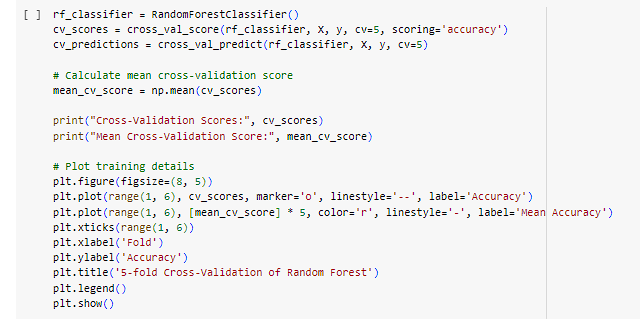 [ ] rf_classifier = RandomForestClassifier()
cv_scores = cross_val_score(rf_classifier, X, y, cv=5, scoring='accuracy')
cv_predictions = cross_val_predict(rf_classifier, X, y, cv=5)
# Calculate mean cross-validation score
mean_cv_score = np.mean(cv_scores)
print("Cross-Validation Scores:", cv_scores)
print("Mean Cross-Validation Score:", mean_cv_score)
# Plot training details
plt.figure(figsize=(8, 5))
plt.plot(range(1, 6), cv_scores, marker='o', linestyle='--', label='Accuracy')
plt.plot(range(1, 6), [mean_cv_score] * 5, color='r', linestyle='-', label='Mean Accuracy')
plt.xticks(range(1, 6))
plt.xlabel('Fold')
plt.ylabel('Accuracy')
plt.title('5-fold Cross-Validation of Random Forest')
plt.legend()
plt.show()